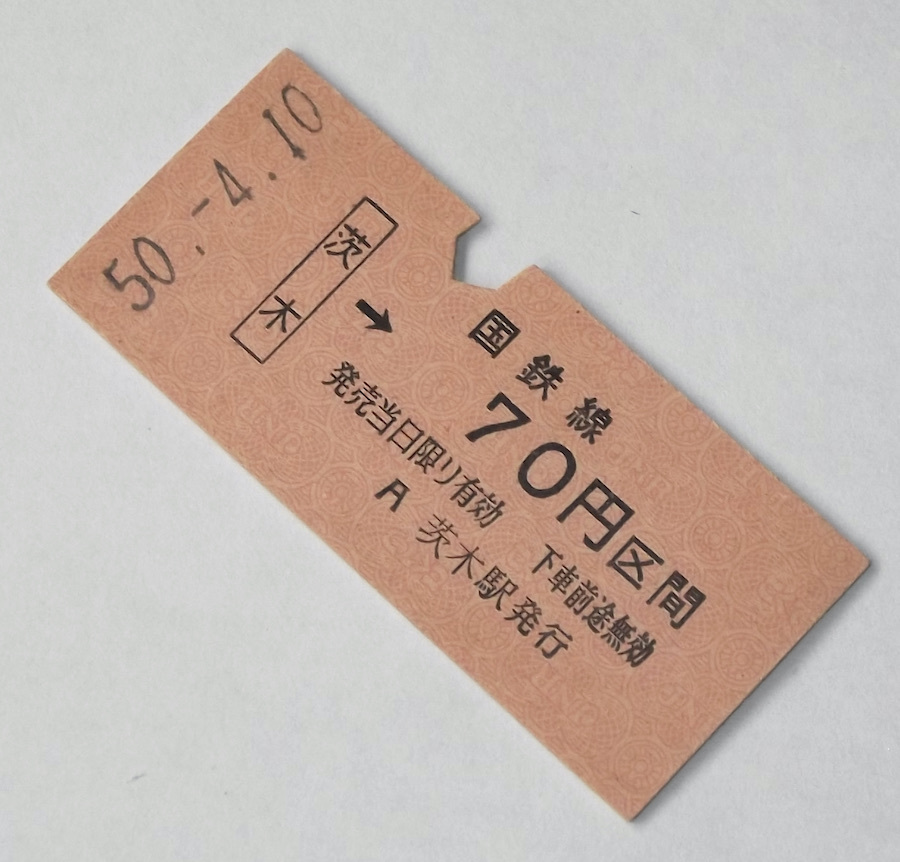 50.-4.10
茨木
→ 国鉄線
70円区間
発売当日限り有効
下車前途無効
A 茨木駅発行